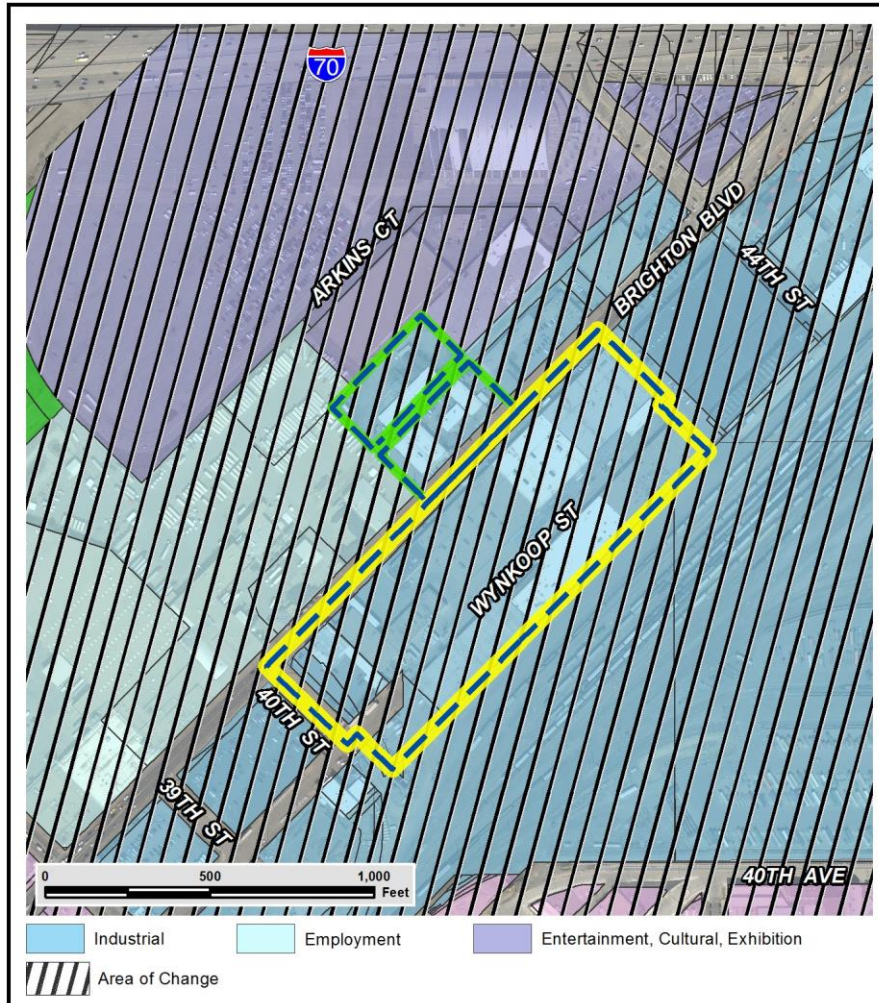 70
ARKINS CT
BRIGHTON BLVD
44TH ST
WYNKOOP ST
40TH ST
39TH ST
0 500 1,000
Feet
40TH AVE
Industrial Employment Entertainment, Cultural, Exhibition
Area of Change